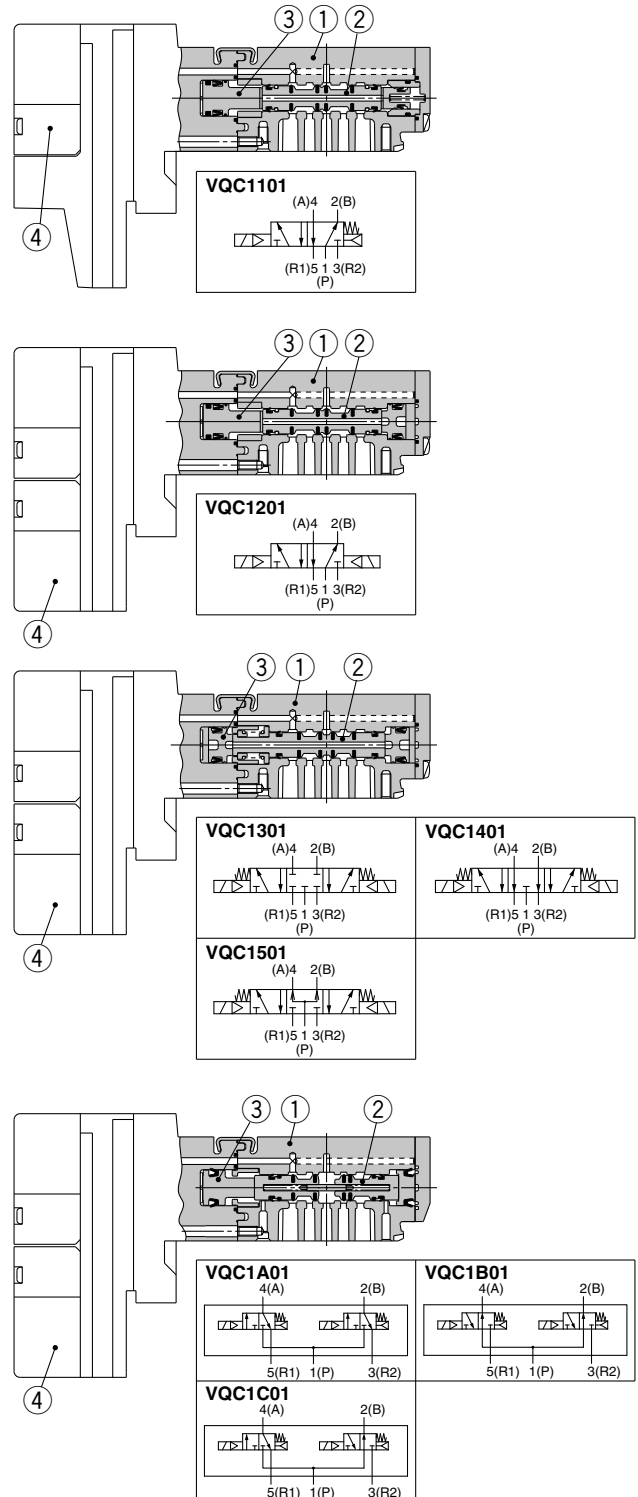 ③ ① ②
④
VQC1101
(A)4 2(B)
(R1)5 1 3(R2)
(P)
③ ① ②
④
VQC1201
(A)4 2(B)
(R1)5 1 3(R2)
(P)
③ ① ②
④
VQC1301
(A)4 2(B)
(R1)5 1 3(R2)
(P)
VQC1401
(A)4 2(B)
(R1)5 1 3(R2)
(P)
VQC1501
(A)4 2(B)
(R1)5 1 3(R2)
(P)
③ ① ②
④
VQC1A01
4(A) 2(B)
5(R1) 1(P) 3(R2)
VQC1B01
4(A) 2(B)
5(R1) 1(P) 3(R2)
VQC1C01
4(A) 2(B)
5(R1) 1(P) 3(R2)